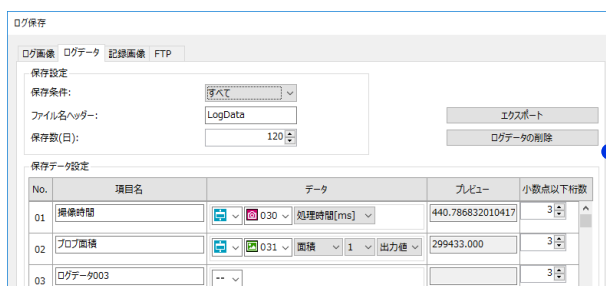 ログ保存
ログ画像 ログデータ 記録画像 FTP
保存設定
保存条件: すべて
ファイル名ヘッダー: LogData エクスポート
保存数(日): 120 ログデータの削除
保存データ設定
No. 項目名 データ プレビュー 小数点以下桁数
01 撮像時間 030 処理時間[ms] 440.786832010417 3
02 ブロブ面積 031 面積 1 出力値 299433.000 3
03 ログデータ003 -- 3